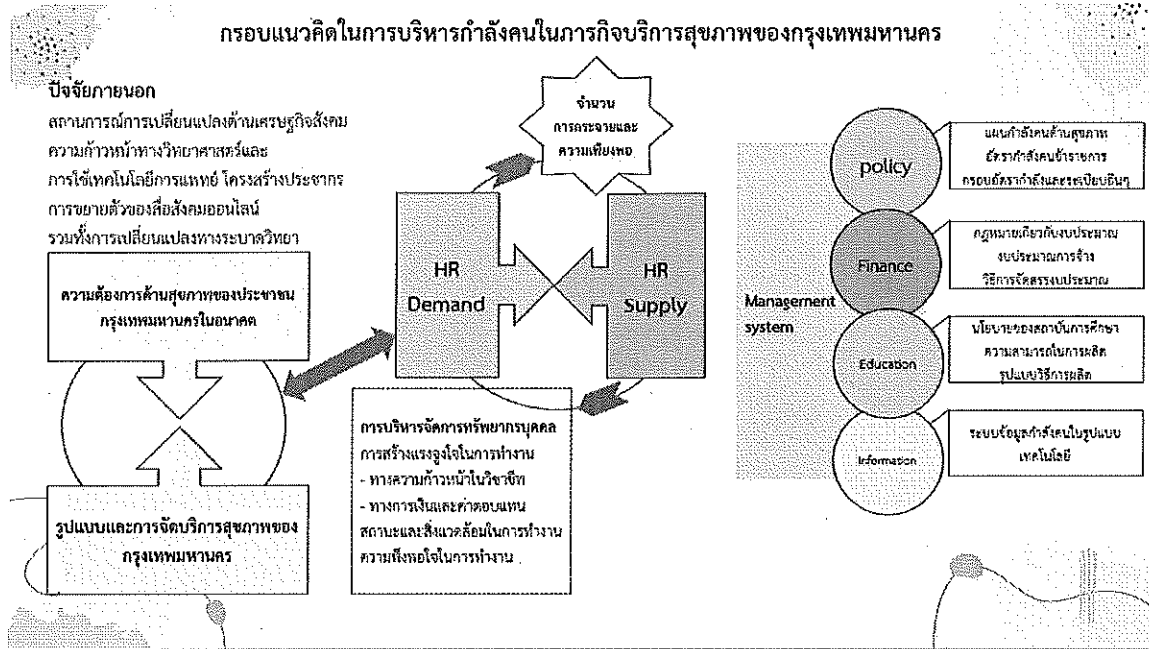 กรอบแนวคิดในการบริหารกำลังคนในภารกิจบริการสุขภาพของกรุงเทพมหานคร
ปัจจัยภายนอก
สถานการณ์การเปลี่ยนแปลงด้านเศรษฐกิจสังคม
ความก้าวหน้าทางวิทยาศาสตร์และ
การใช้เทคโนโลยีการแพทย์ โครงสร้างประชากร
การขยายตัวของสื่อสังคมออนไลน์
รวมทั้งการเปลี่ยนแปลงทางระบาดวิทยา
ความต้องการด้านสุขภาพของประชาชน
กรุงเทพมหานครในอนาคต
รูปแบบและการจัดบริการสุขภาพของ
กรุงเทพมหานคร
จำนวน
การกระจายและ
ความเพียงพอ
HR
Demand
HR
Supply
การบริหารจัดการทรัพยากรบุคคล
การสร้างแรงจูงใจในการทำงาน
- ทางความก้าวหน้าในวิชาชีพ
- ทางการเงินและค่าตอบแทน
สถานะและสิ่งแวดล้อมในการทำงาน
ความพึงพอใจในการทำงาน
Management
system
policy
แผนกำลังคนด้านสุขภาพ
อัตรากำลังคนข้าราชการ
กรอบอัตรากำลังและระเบียบอื่นๆ
Finance
กฎหมายเกี่ยวกับงบประมาณ
งบประมาณการจ้าง
วิธีการจัดสรรงบประมาณ
Education
นโยบายของสถาบันการศึกษา
ความสามารถในการผลิต
รูปแบบวิธีการผลิต
Information
ระบบข้อมูลกำลังคนในรูปแบบ
เทคโนโลยี